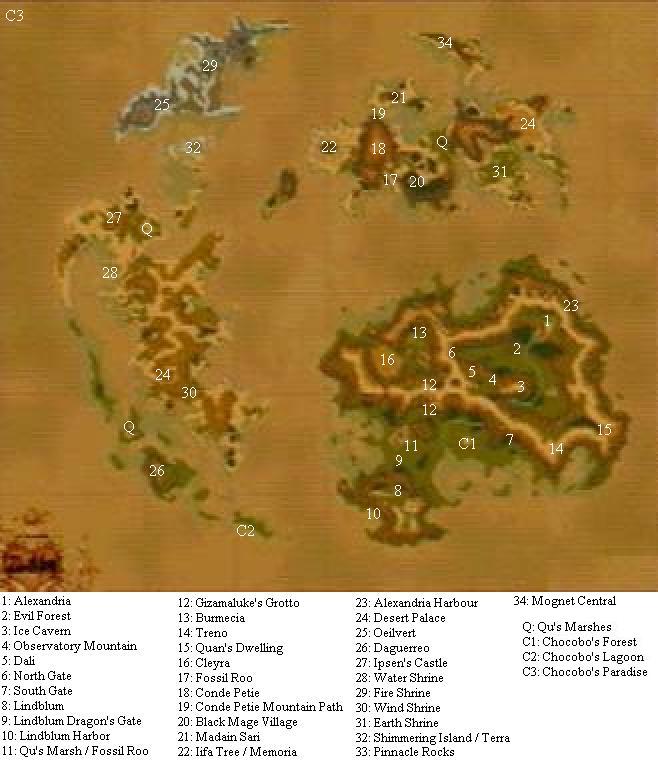 C3
34
29
21
25
19
24
Q
22
18
32
31
17
20
27
Q
28
23
1
13
2
6
16
5
4
3
24
12
30
12
Q
15
C1
7
11
14
9
26
8
10
C2
1: Alexandria
2: Evil Forest
3: Ice Cavern
4: Observatory Mountain
5: Dali
6: North Gate
7: South Gate
8: Lindblum
9: Lindblum Dragon's Gate
10: Lindblum Harbor
11: Qu's Marsh / Fossil Roo
12: Gizamaluke's Grotto
13: Burmecia
14: Treno
15: Quan's Dwelling
16: Cleyra
17: Fossil Roo
18: Conde Petie
19: Conde Petie Mountain Path
20: Black Mage Village
21: Madain Sari
22: Iifa Tree / Memoria
23: Alexandria Harbour
24: Desert Palace
25: Oeilvert
26: Daguerreo
27: Ipsen's Castle
28: Water Shrine
29: Fire Shrine
30: Wind Shrine
31: Earth Shrine
32: Shimmering Island / Terra
33: Pinnacle Rocks
34: Mognet Central
Q: Qu's Marshes
C1: Chocobo's Forest
C2: Chocobo's Lagoon
C3: Chocobo's Paradise